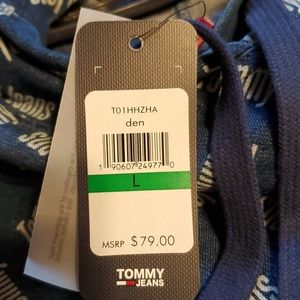 T01HHZHA
den
1 90607 24977 0
L
MSRP $79.00
TOMMY
JEANS